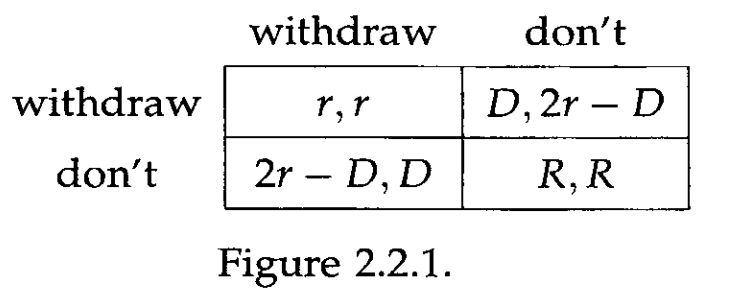 withdraw don't
withdraw r, r D, 2r − D
don't 2r − D, D R, R
Figure 2.2.1.